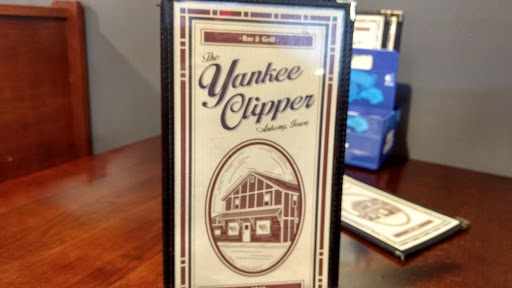 - Bar & Grill -
The
Yankee
Clipper
Ankeny, Iowa